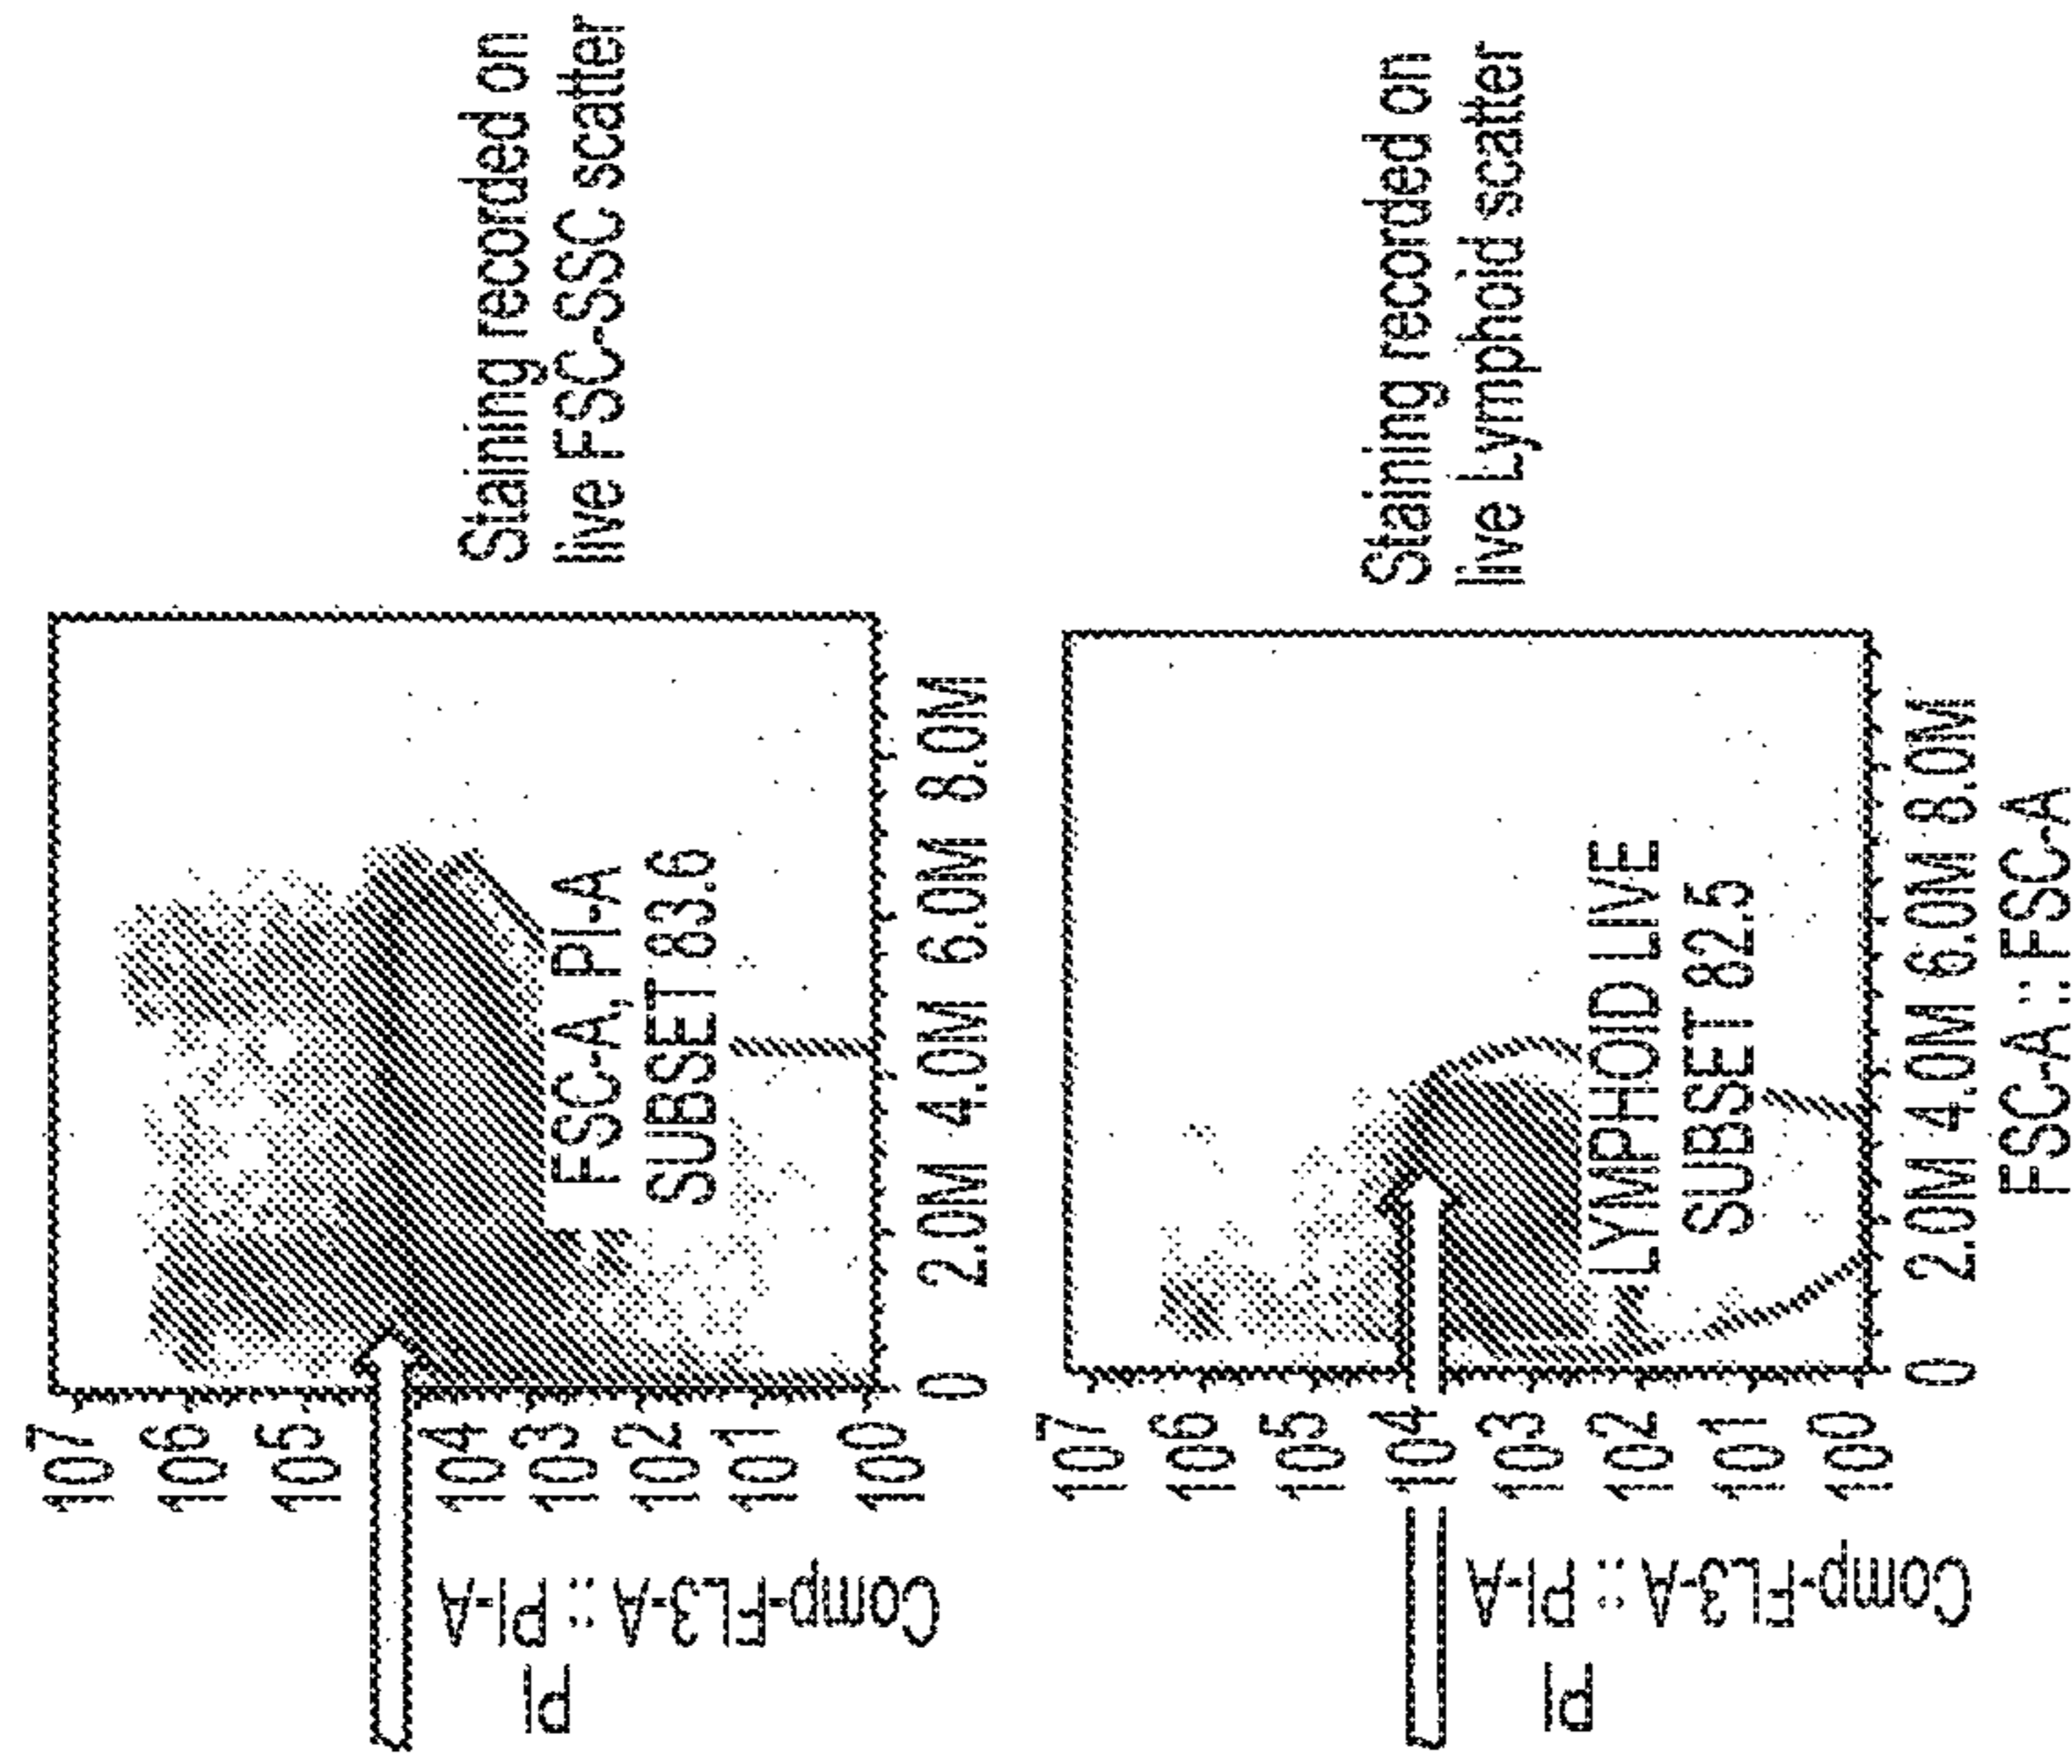 107
106
105
104
103
102
101
100
PI
Comp-FL3-A :: PI-A
FSC-A, PI-A
SUBSET 83.6
0 2.0M 4.0M 6.0M 8.0M
Staining recorded on
live FSC-SSC scatter
107
106
105
104
103
102
101
100
PI
Comp-FL3-A :: PI-A
LYMPHOID LIVE
SUBSET 82.5
0 2.0M 4.0M 6.0M 8.0M
FSC-A :: FSC-A
Staining recorded on
live Lymphoid scatter